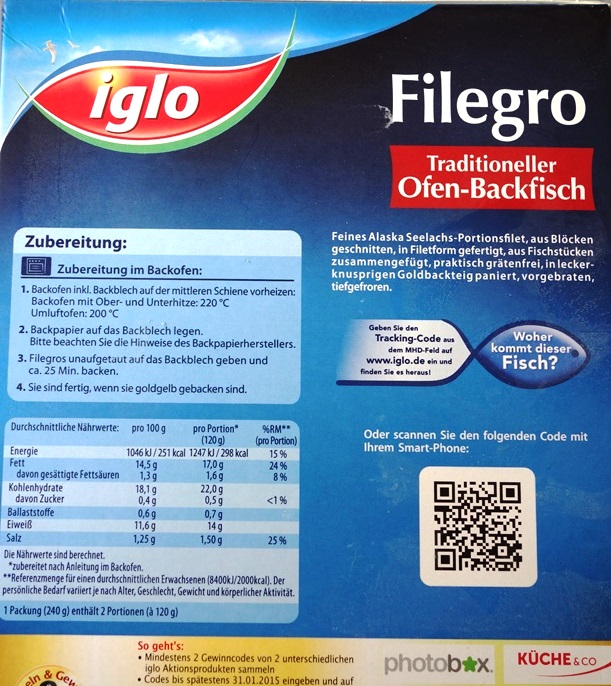 iglo
Filegro
Traditioneller
Ofen-Backfisch
Zubereitung:
Zubereitung im Backofen:
1. Backofen inkl. Backblech auf der mittleren Schiene vorheizen:
Backofen mit Ober- und Unterhitze: 220 °C
Umluftofen: 200 °C
2. Backpapier auf das Backblech legen.
Bitte beachten Sie die Hinweise des Backpapierherstellers.
3. Filegros unaufgetaut auf das Backblech geben und
ca. 25 Min. backen.
4. Sie sind fertig, wenn sie goldgelb gebacken sind.
Feines Alaska Seelachs-Portionsfilet, aus Blöcken
geschnitten, in Filetform gefertigt, aus Fischstücken
zusammengefügt, praktisch grätenfrei, in lecker-
knusprigen Goldbackteig paniert, vorgebraten,
tiefgefroren.
Geben Sie den
Tracking-Code aus
dem MHD-Feld auf
www.iglo.de ein und
finden Sie es heraus!
Woher
kommt dieser
Fisch?
Oder scannen Sie den folgenden Code mit
Ihrem Smart-Phone:
Durchschnittliche Nährwerte: pro 100 g pro Portion* %RM**
(120 g) (pro Portion)
Energie 1046 kJ / 251 kcal 1247 kJ / 298 kcal 15 %
Fett 14,5 g 17,0 g 24 %
davon gesättigte Fettsäuren 1,3 g 1,6 g 8 %
Kohlenhydrate 18,1 g 22,0 g
davon Zucker 0,4 g 0,5 g <1 %
Ballaststoffe 0,6 g 0,7 g
Eiweiß 11,6 g 14 g
Salz 1,25 g 1,50 g 25 %
Die Nährwerte sind berechnet.
*zubereitet nach Anleitung im Backofen.
**Referenzmenge für einen durchschnittlichen Erwachsenen (8400kJ/2000kcal). Der
persönliche Bedarf variiert je nach Alter, Geschlecht, Gewicht und körperlicher Aktivität.
1 Packung (240 g) enthält 2 Portionen (à 120 g)
So geht's:
• Mindestens 2 Gewinncodes von 2 unterschiedlichen
iglo Aktionsprodukten sammeln
• Codes bis spätestens 31.01.2015 eingeben und auf
photobox.
KÜCHE & CO